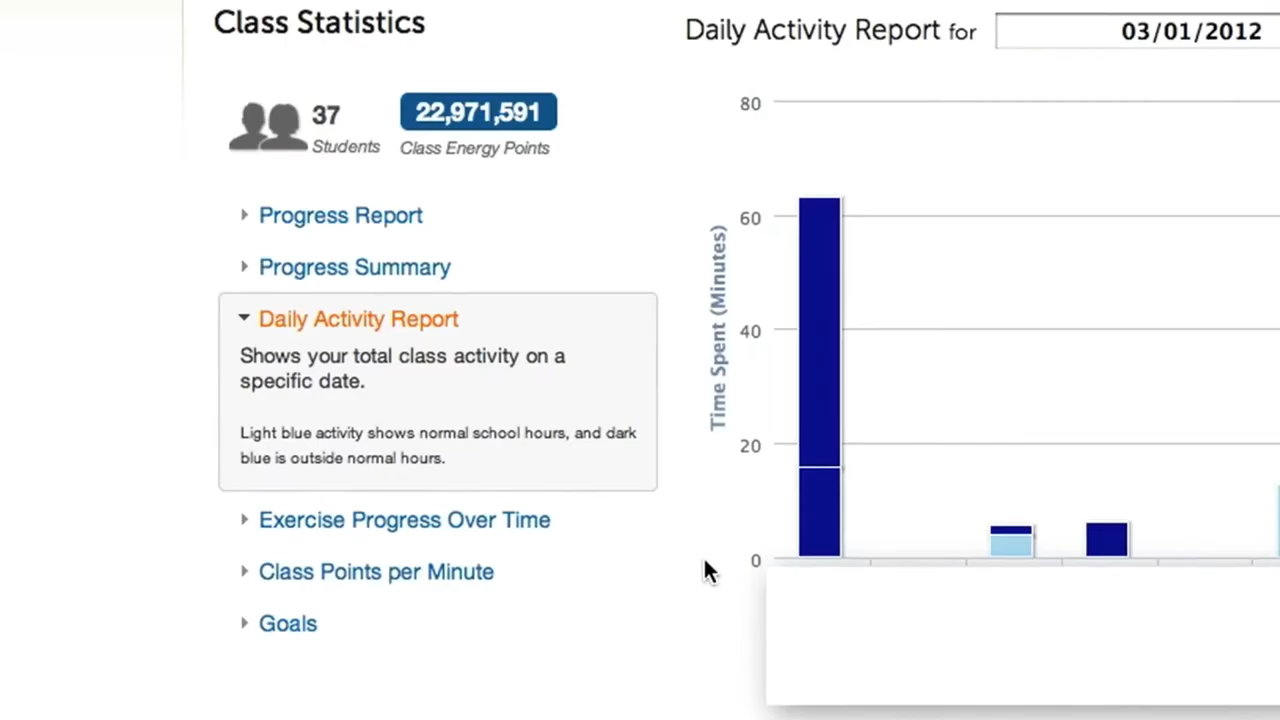 Class Statistics
Daily Activity Report for
03/01/2012
37
Students
22,971,591
Class Energy Points
Progress Report
Progress Summary
Daily Activity Report
Shows your total class activity on a
specific date.
Light blue activity shows normal school hours, and dark
blue is outside normal hours.
Exercise Progress Over Time
Class Points per Minute
Goals
Time Spent (Minutes)
80
60
40
20
0